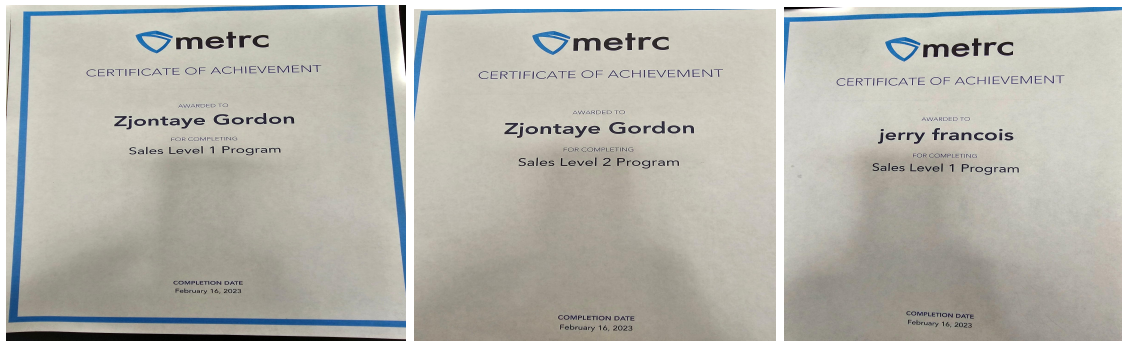 metrc
CERTIFICATE OF ACHIEVEMENT
AWARDED TO
Zjontaye Gordon
FOR COMPLETING
Sales Level 1 Program
COMPLETION DATE
February 16, 2023
metrc
CERTIFICATE OF ACHIEVEMENT
AWARDED TO
Zjontaye Gordon
FOR COMPLETING
Sales Level 2 Program
COMPLETION DATE
February 16, 2023
metrc
CERTIFICATE OF ACHIEVEMENT
AWARDED TO
jerry francois
FOR COMPLETING
Sales Level 1 Program
COMPLETION DATE
February 16, 2023